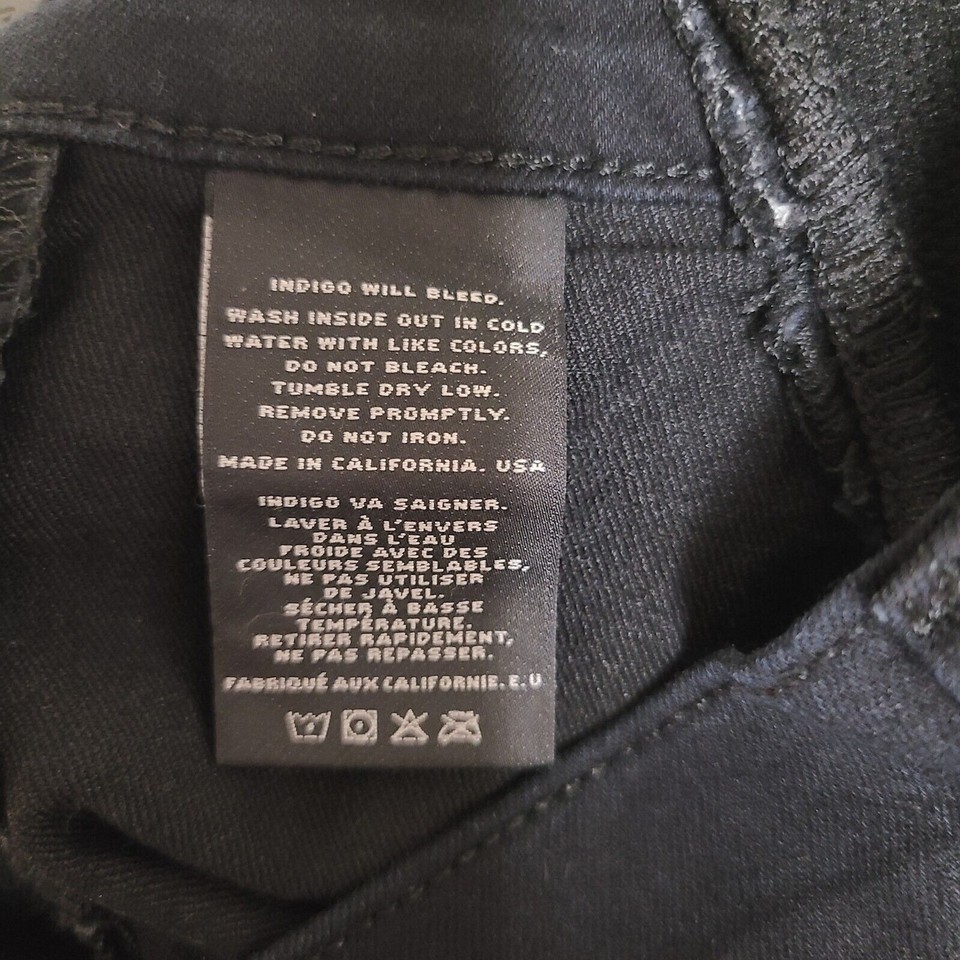 INDIGO WILL BLEED.
WASH INSIDE OUT IN COLD
WATER WITH LIKE COLORS,
DO NOT BLEACH.
TUMBLE DRY LOW.
REMOVE PROMPTLY.
DO NOT IRON.
MADE IN CALIFORNIA. USA
INDIGO VA SAIGNER.
LAVER À L'ENVERS
DANS L'EAU
FROIDE AVEC DES
COULEURS SEMBLABLES,
NE PAS UTILISER
DE JAVEL.
SÉCHER À BASSE
TEMPÉRATURE.
RETIRER RAPIDEMENT,
NE PAS REPASSER.
FABRIQUÉ AUX CALIFORNIE. E.U